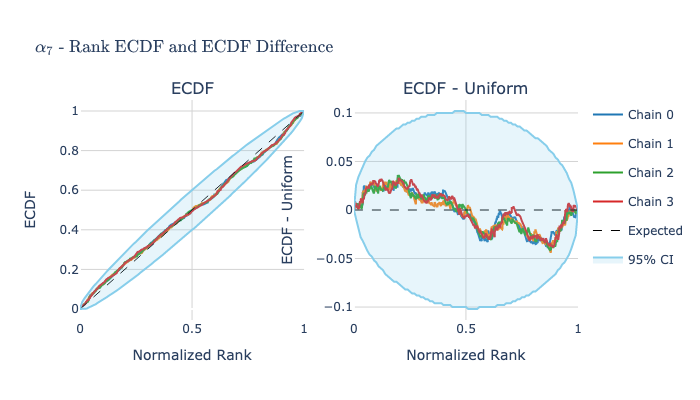 α₇ - Rank ECDF and ECDF Difference
ECDF
ECDF - Uniform
1
0.8
0.6
0.4
0.2
0
ECDF
0
0.5
1
Normalized Rank
0.1
0.05
0
−0.05
−0.1
ECDF - Uniform
0
0.5
1
Normalized Rank
Chain 0
Chain 1
Chain 2
Chain 3
Expected
95% CI